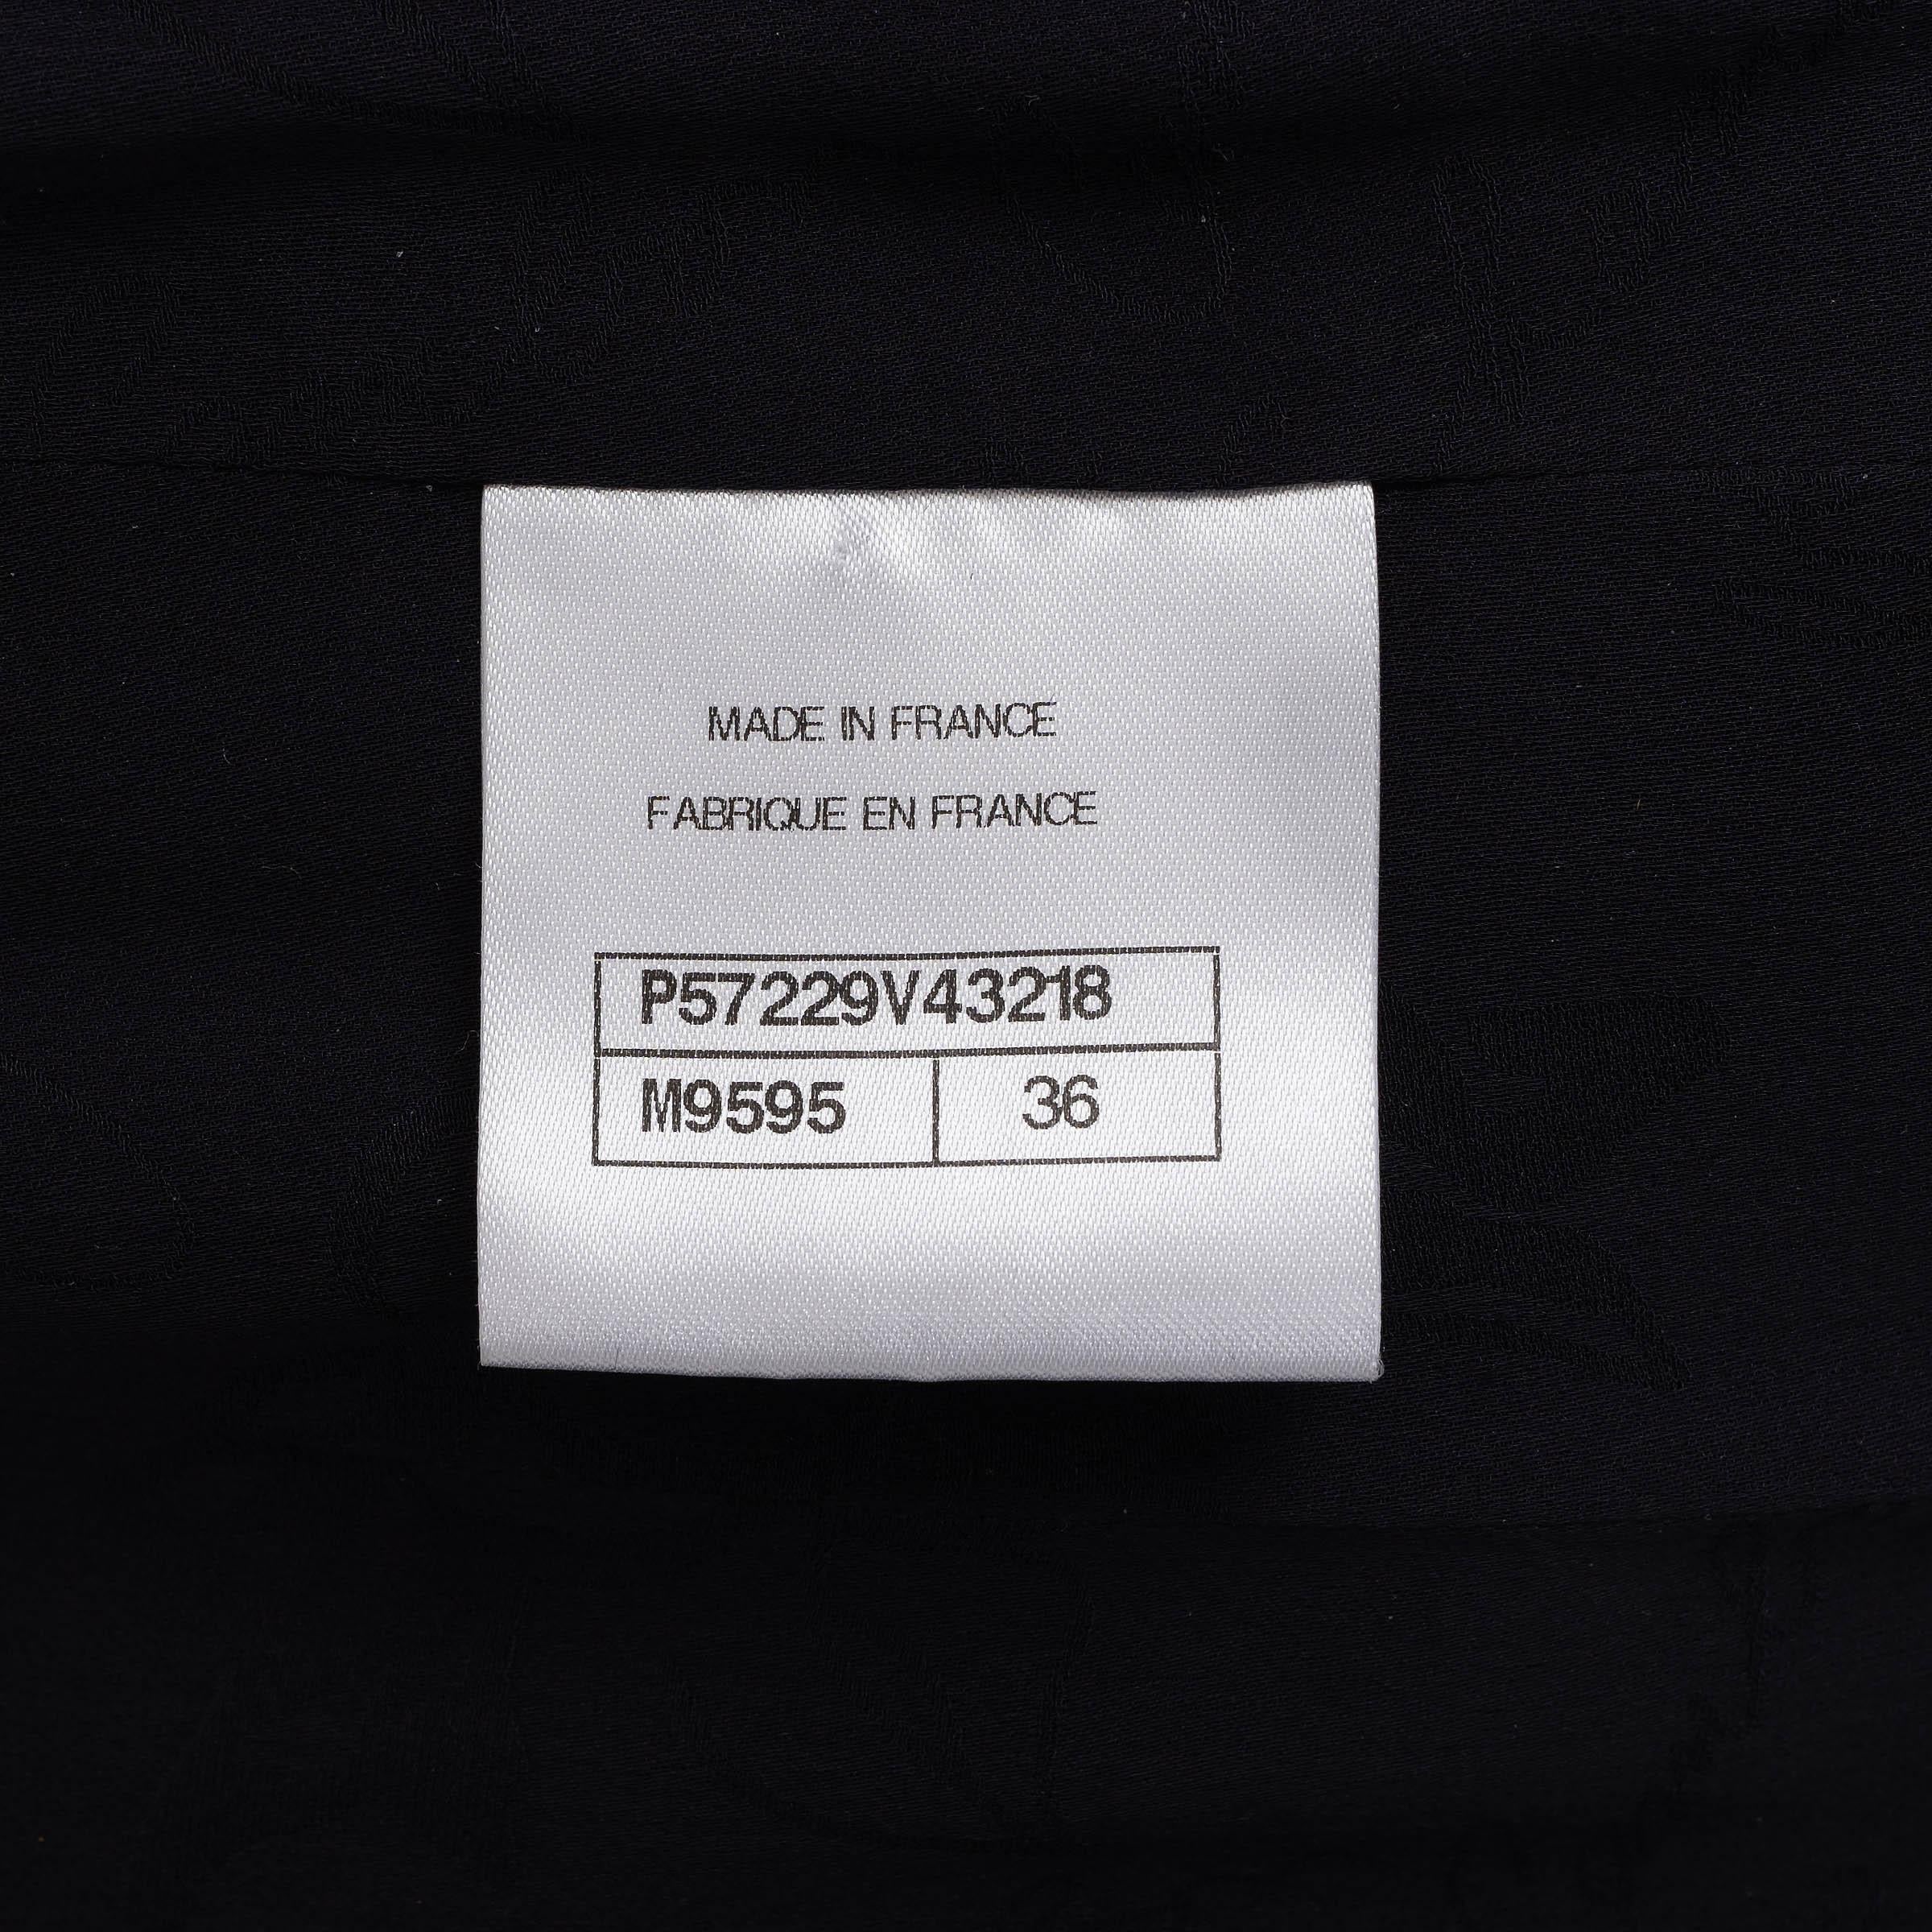 MADE IN FRANCE
FABRIQUE EN FRANCE
P57229V43218
M9595 36